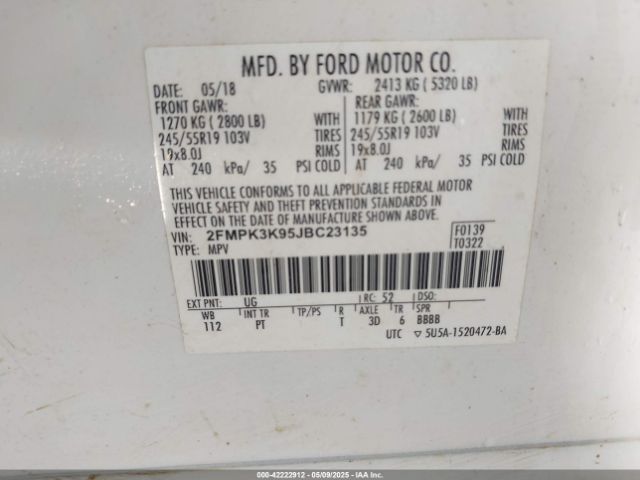 MFD. BY FORD MOTOR CO.
DATE: 05/18 GVWR: 2413 KG ( 5320 LB)
FRONT GAWR: REAR GAWR:
1270 KG ( 2800 LB) WITH 1179 KG ( 2600 LB) WITH
245/55R19 103V TIRES 245/55R19 103V TIRES
19x8.0J RIMS 19x8.0J RIMS
AT 240 kPa/ 35 PSI COLD AT 240 kPa/ 35 PSI COLD
THIS VEHICLE CONFORMS TO ALL APPLICABLE FEDERAL MOTOR
VEHICLE SAFETY AND THEFT PREVENTION STANDARDS IN EFFECT
ON THE DATE OF MANUFACTURE SHOWN ABOVE.
VIN: 2FMPK3K95JBC23135 F0139
TYPE: MPV T0322
EXT PNT: UG RC: 52 DSO:
WB INT TR TP/PS R AXLE TR SPR
112 PT T 3D 6 BBBB
UTC ▽ 5U5A-1520472-BA
000-42222912 - 05/09/2025 - COPYRIGHT IAA, LLC.